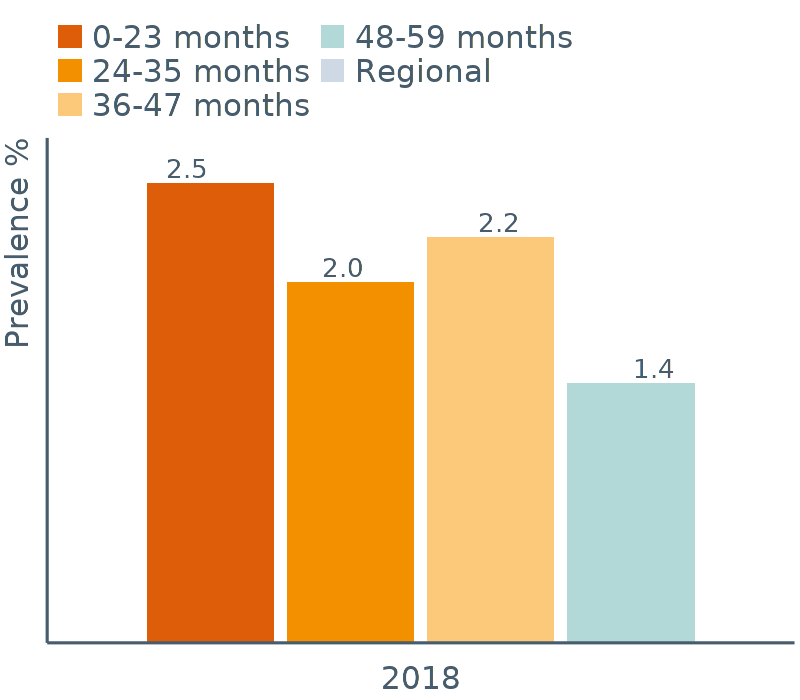 0-23 months
24-35 months
36-47 months
48-59 months
Regional
Prevalence %
2.5
2.0
2.2
1.4
2018